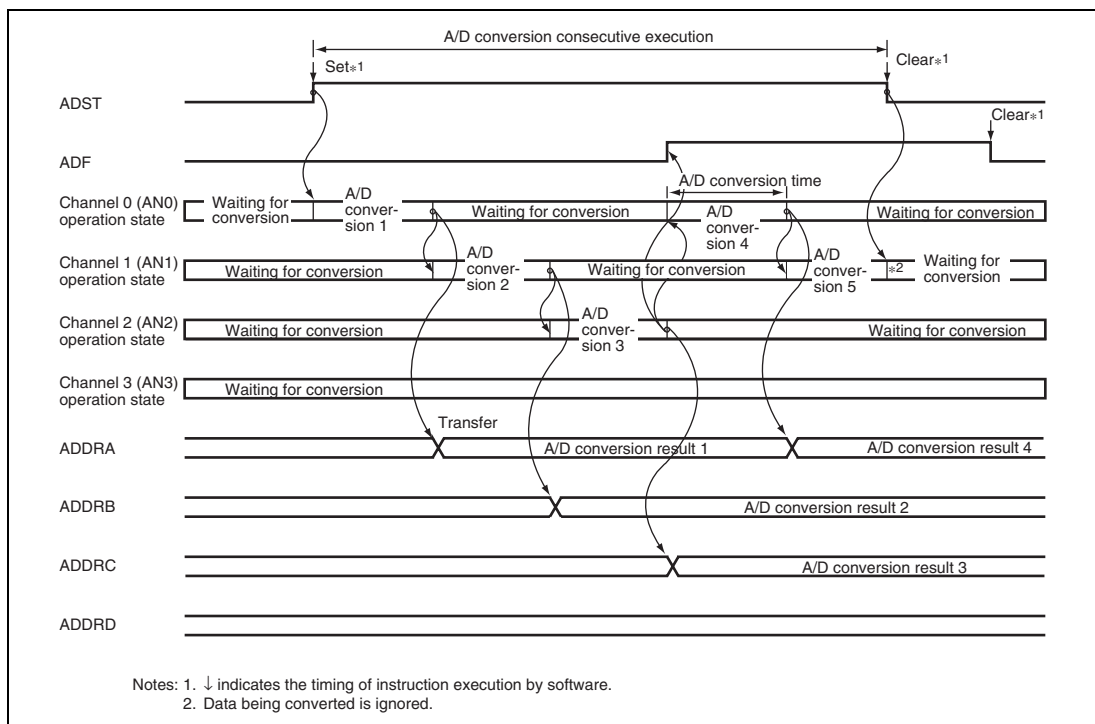 A/D conversion consecutive execution
Set*1
Clear*1
ADST
Clear*1
ADF
A/D conversion time
Channel 0 (AN0)
operation state
Waiting for
conversion
A/D
conver-
sion 1
Waiting for conversion
A/D
conver-
sion 4
Waiting for conversion
Channel 1 (AN1)
operation state
Waiting for conversion
A/D
conver-
sion 2
Waiting for conversion
A/D
conver-
sion 5
*2
Waiting for
conversion
Channel 2 (AN2)
operation state
Waiting for conversion
A/D
conver-
sion 3
Waiting for conversion
Channel 3 (AN3)
operation state
Waiting for conversion
Transfer
ADDRA
A/D conversion result 1
A/D conversion result 4
ADDRB
A/D conversion result 2
ADDRC
A/D conversion result 3
ADDRD
Notes: 1. ↓ indicates the timing of instruction execution by software.
2. Data being converted is ignored.